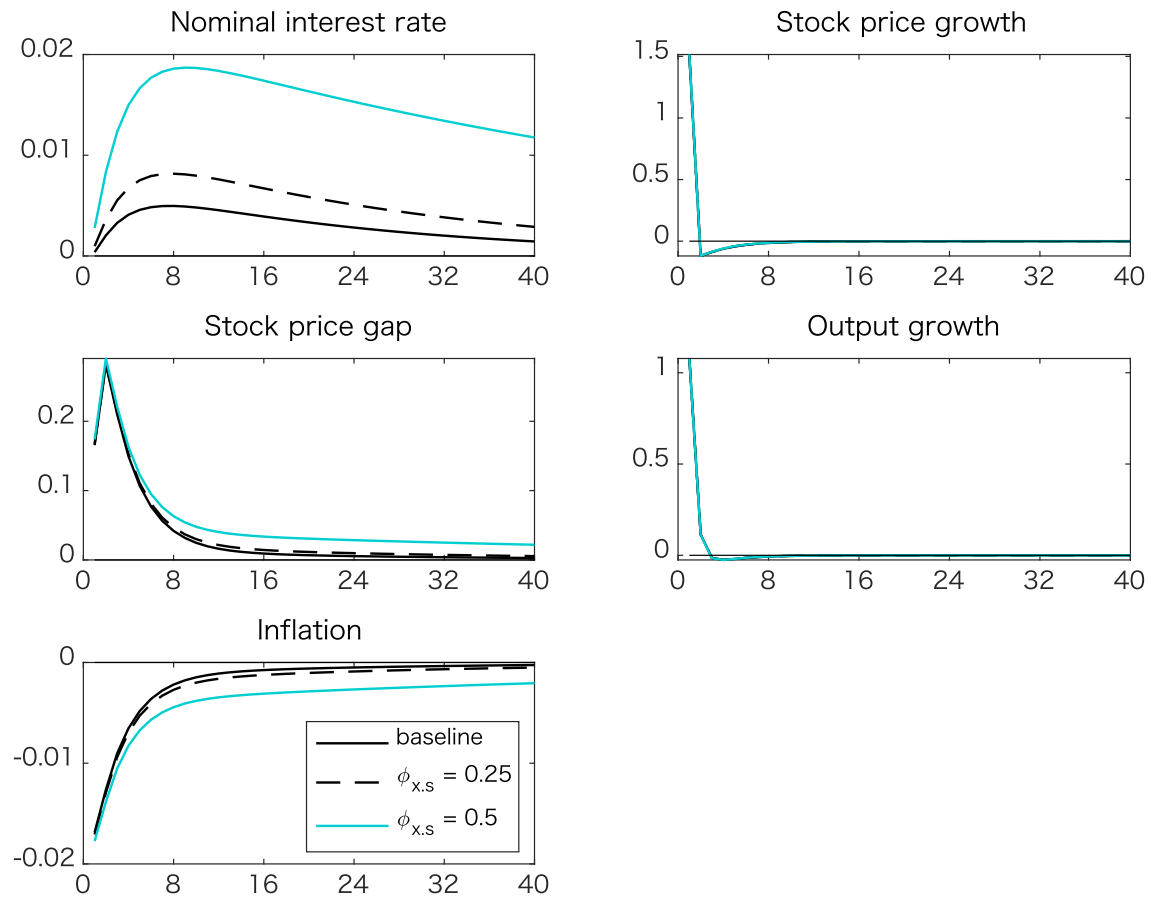 Nominal interest rate
0.02
0.01
0
0 8 16 24 32 40
Stock price growth
1.5
1
0.5
0
0 8 16 24 32 40
Stock price gap
0.2
0.1
0
0 8 16 24 32 40
Output growth
1
0.5
0
0 8 16 24 32 40
Inflation
0
-0.01
-0.02
0 8 16 24 32 40
baseline
ϕx.s = 0.25
ϕx.s = 0.5